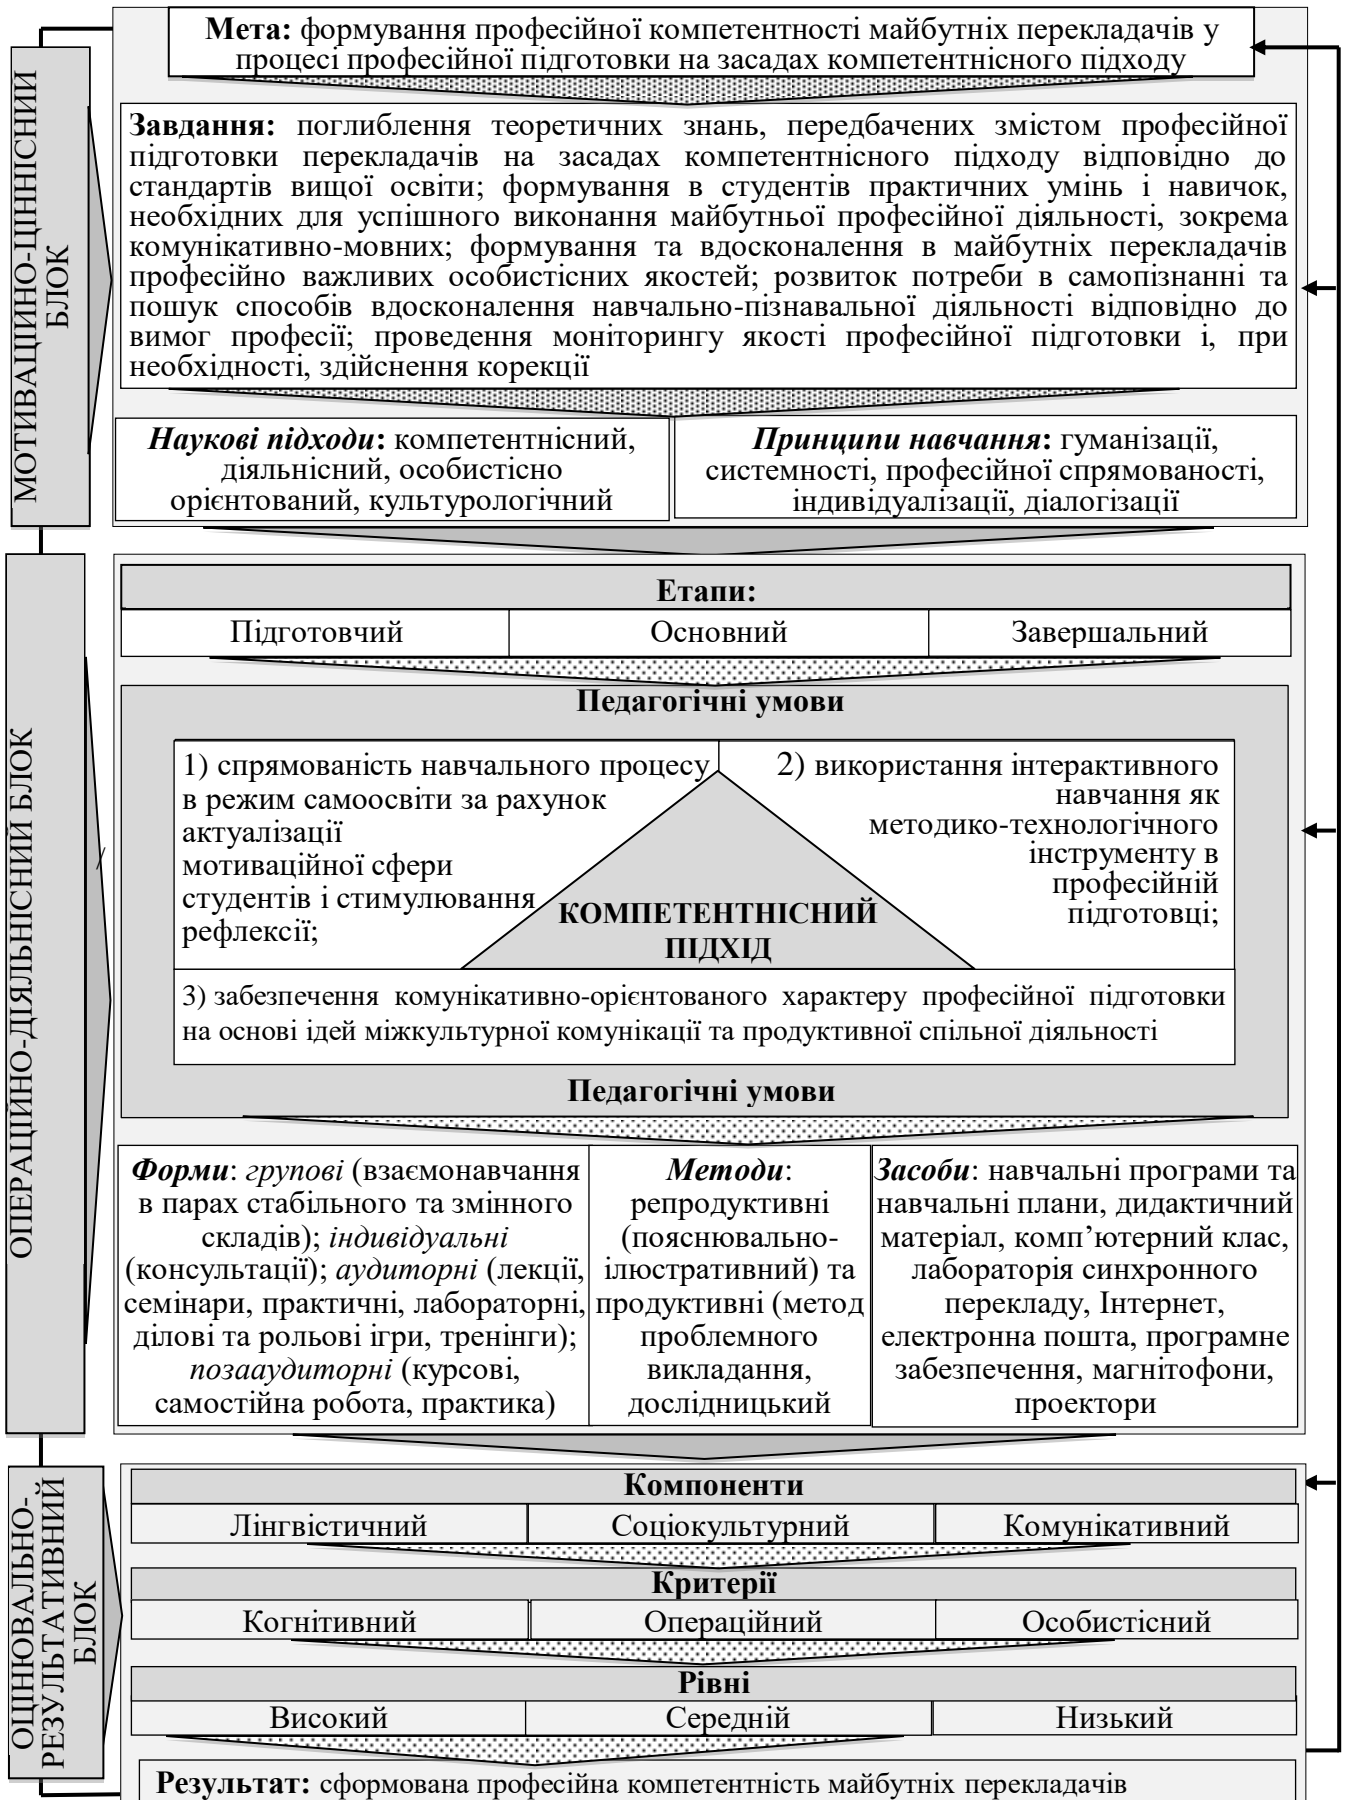 МОТИВАЦІЙНО-ЦІННІСНИЙ
БЛОК
Мета: формування професійної компетентності майбутніх перекладачів у
процесі професійної підготовки на засадах компетентнісного підходу
Завдання: поглиблення теоретичних знань, передбачених змістом професійної
підготовки перекладачів на засадах компетентнісного підходу відповідно до
стандартів вищої освіти; формування в студентів практичних умінь і навичок,
необхідних для успішного виконання майбутньої професійної діяльності, зокрема
комунікативно-мовних; формування та вдосконалення в майбутніх перекладачів
професійно важливих особистісних якостей; розвиток потреби в самопізнанні та
пошук способів вдосконалення навчально-пізнавальної діяльності відповідно до
вимог професії; проведення моніторингу якості професійної підготовки і, при
необхідності, здійснення корекції
Наукові підходи: компетентнісний,
діяльнісний, особистісно
орієнтований, культурологічний
Принципи навчання: гуманізації,
системності, професійної спрямованості,
індивідуалізації, діалогізації
ОПЕРАЦІЙНО-ДІЯЛЬНІСНИЙ БЛОК
Етапи:
Підготовчий
Основний
Завершальний
Педагогічні умови
1) спрямованість навчального процесу
в режим самоосвіти за рахунок
актуалізації
мотиваційної сфери
студентів і стимулювання
рефлексії;
2) використання інтерактивного
навчання як
методико-технологічного
інструменту в
професійній
підготовці;
КОМПЕТЕНТНІСНИЙ
ПІДХІД
3) забезпечення комунікативно-орієнтованого характеру професійної підготовки
на основі ідей міжкультурної комунікації та продуктивної спільної діяльності
Педагогічні умови
Форми: групові (взаємонавчання
в парах стабільного та змінного
складів); індивідуальні
(консультації); аудиторні (лекції,
семінари, практичні, лабораторні,
ділові та рольові ігри, тренінги);
позааудиторні (курсові,
самостійна робота, практика)
Методи:
репродуктивні
(пояснювально-
ілюстративний) та
продуктивні (метод
проблемного
викладання,
дослідницький
Засоби: навчальні програми та
навчальні плани, дидактичний
матеріал, комп’ютерний клас,
лабораторія синхронного
перекладу, Інтернет,
електронна пошта, програмне
забезпечення, магнітофони,
проектори
ОЦІНЮВАЛЬНО-
РЕЗУЛЬТАТИВНИЙ
БЛОК
Компоненти
Лінгвістичний
Соціокультурний
Комунікативний
Критерії
Когнітивний
Операційний
Особистісний
Рівні
Високий
Середній
Низький
Результат: сформована професійна компетентність майбутніх перекладачів